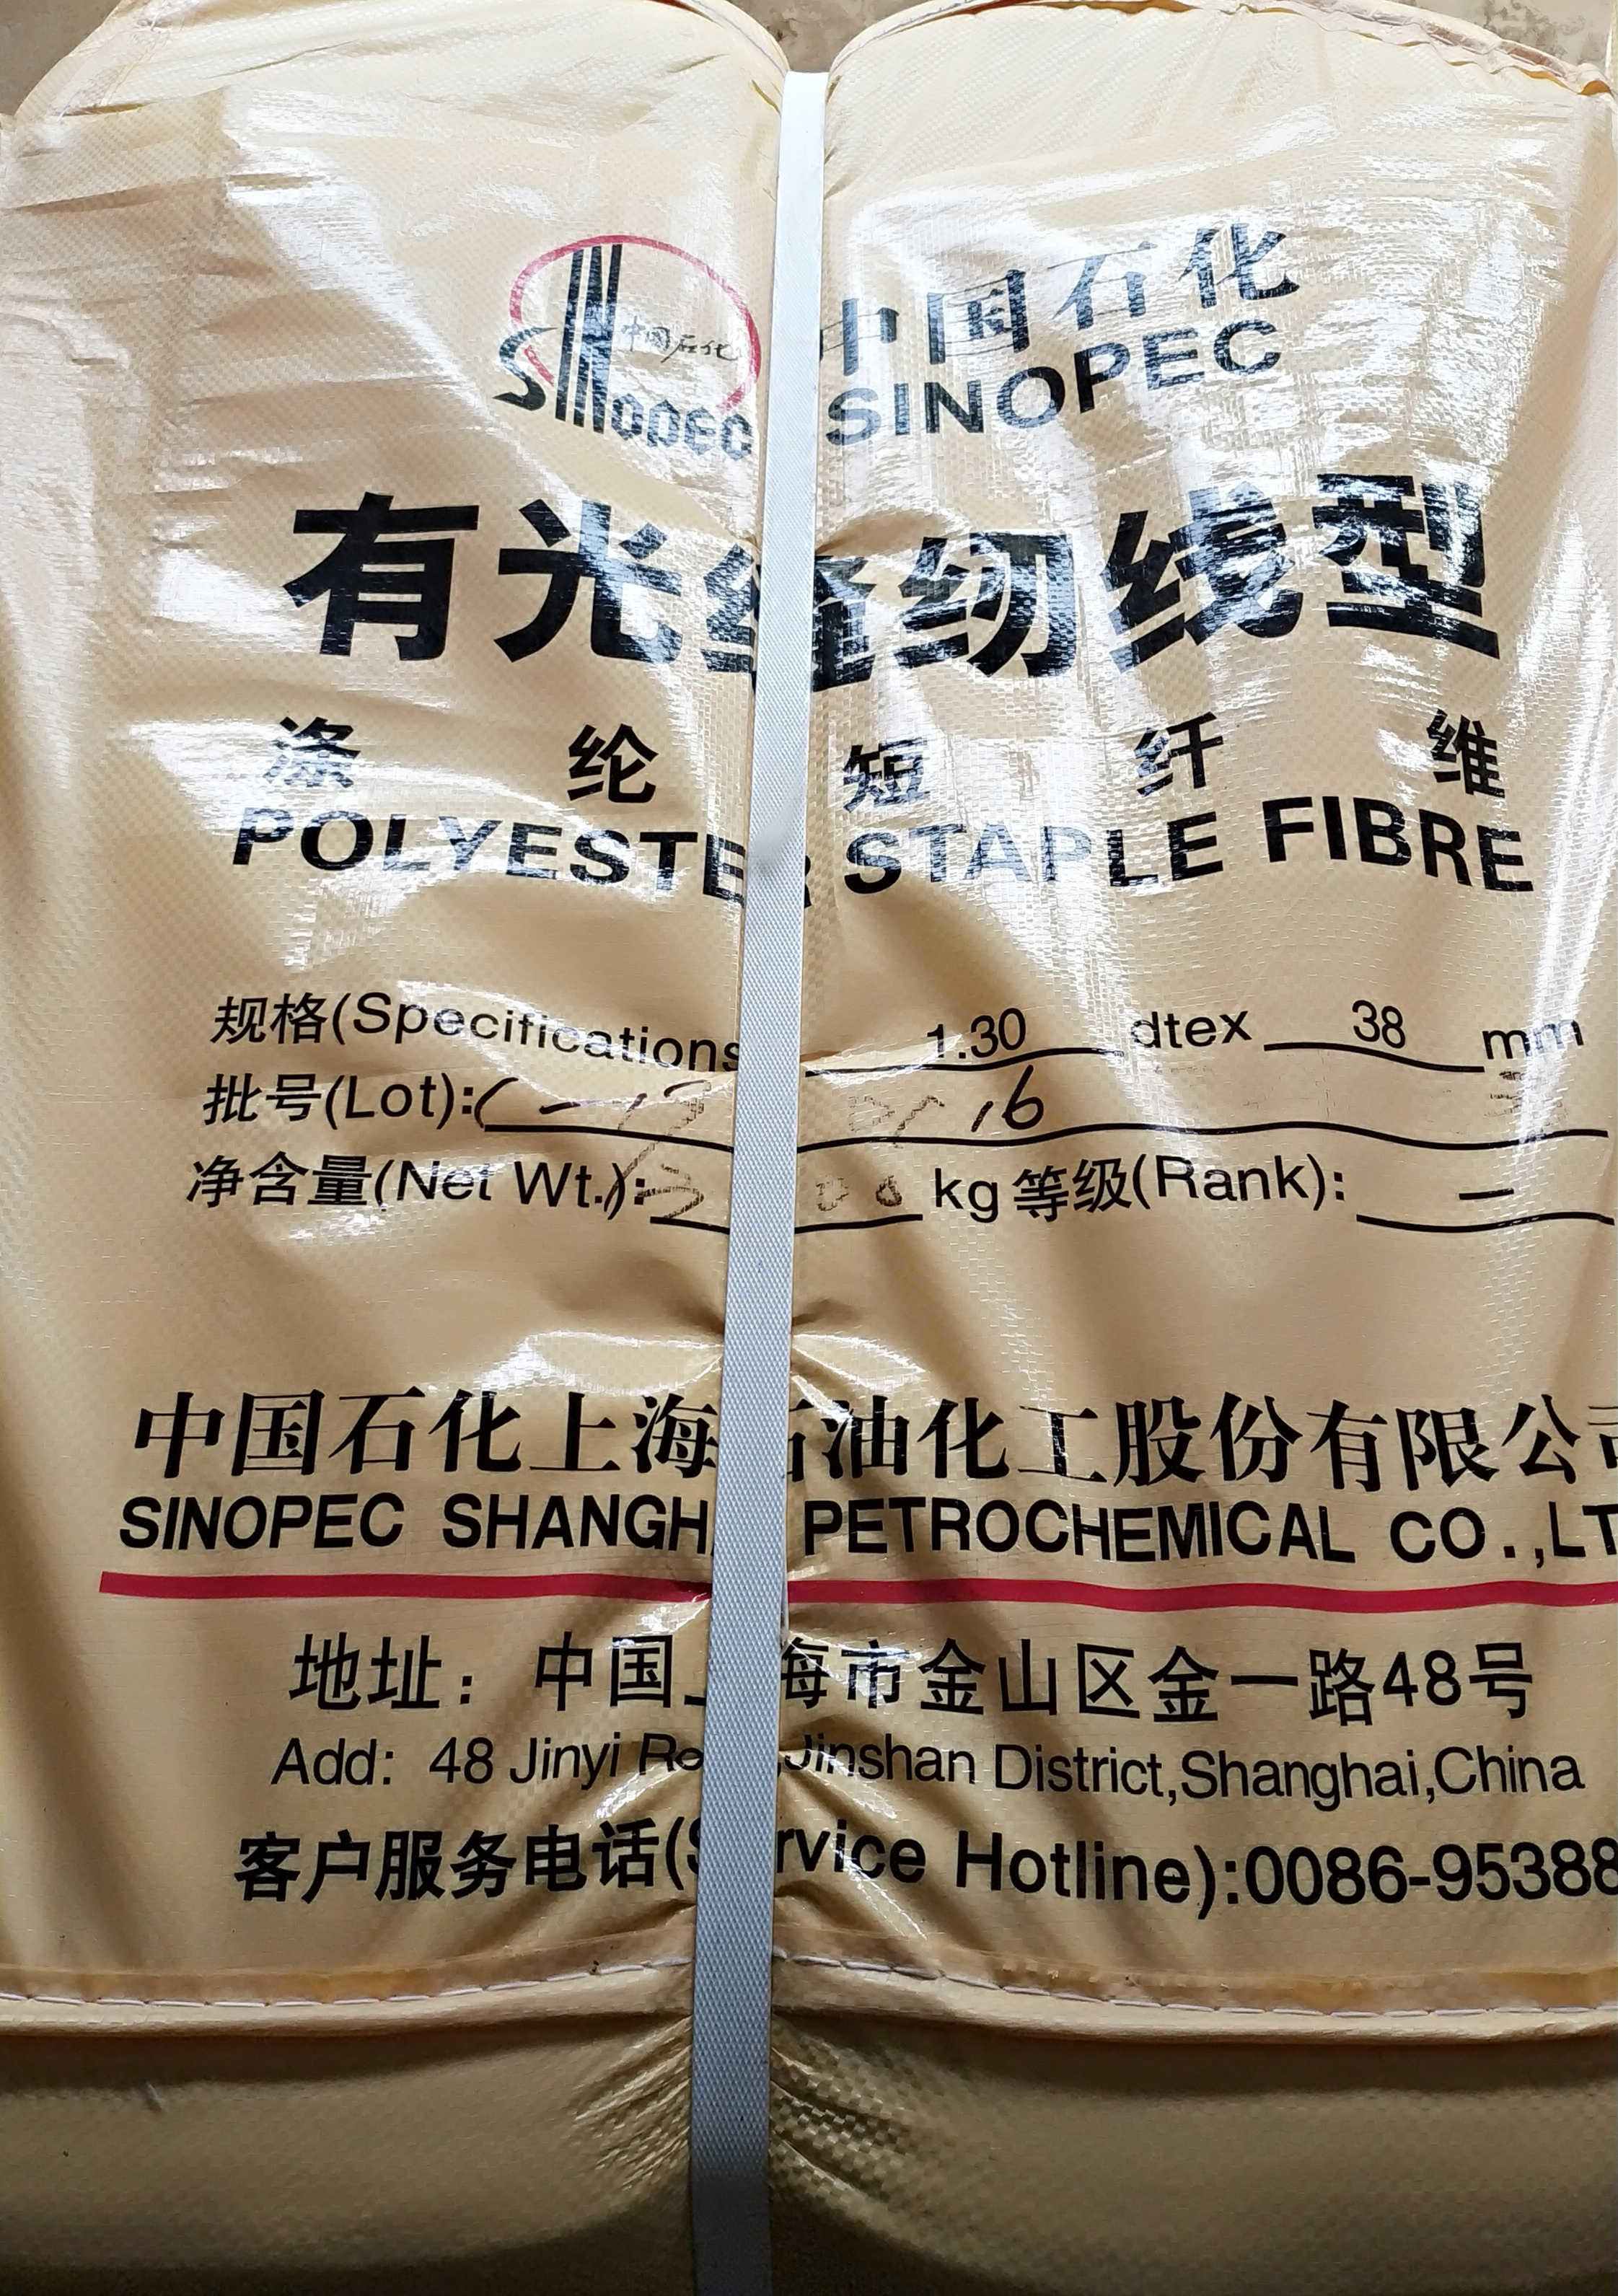 SINOPEC 中国石化
中国石化
SINOPEC
有光缝纫线型
涤纶短纤维
POLYESTER STAPLE FIBRE
规格(Specifications 1.30 dtex 38 mm
批号(Lot): 16
净含量(Net Wt.): kg 等级(Rank): 一
中国石化上海石油化工股份有限公司
SINOPEC SHANGH PETROCHEMICAL CO.,LT
地址：中国上海市金山区金一路48号
Add: 48 Jinyi Ro ,Jinshan District,Shanghai,China
客户服务电话(Service Hotline):0086-95388